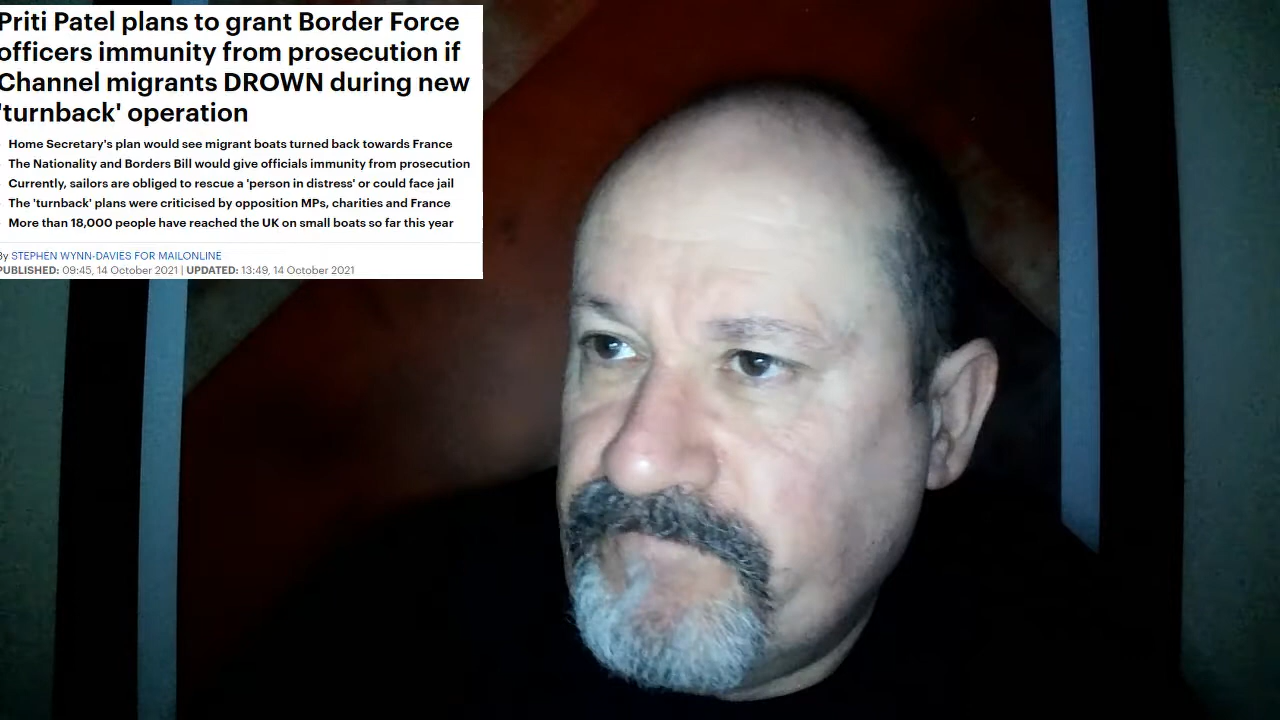 Priti Patel plans to grant Border Force
officers immunity from prosecution if
Channel migrants DROWN during new
'turnback' operation
Home Secretary's plan would see migrant boats turned back towards France
The Nationality and Borders Bill would give officials immunity from prosecution
Currently, sailors are obliged to rescue a 'person in distress' or could face jail
The 'turnback' plans were criticised by opposition MPs, charities and France
More than 18,000 people have reached the UK on small boats so far this year
By STEPHEN WYNN-DAVIES FOR MAILONLINE
PUBLISHED: 09:45, 14 October 2021 | UPDATED: 13:49, 14 October 2021